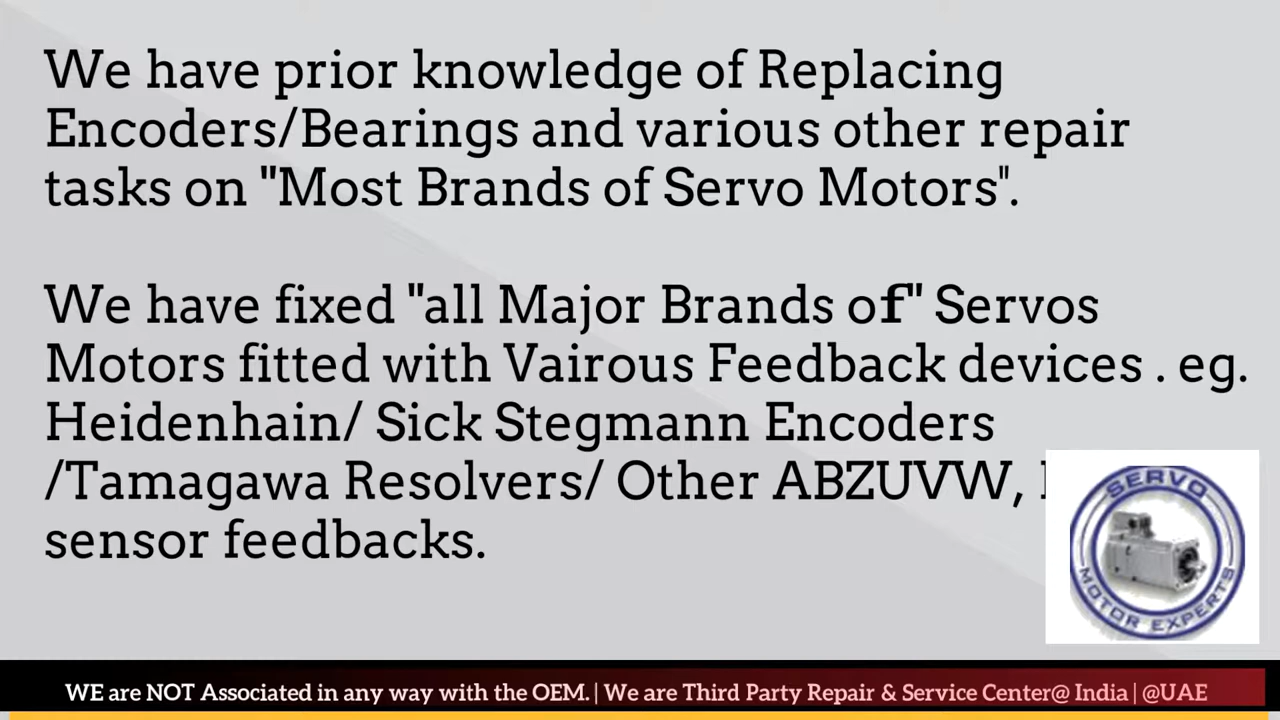 We have prior knowledge of Replacing
Encoders/Bearings and various other repair
tasks on "Most Brands of Servo Motors".
We have fixed "all Major Brands of" Servos
Motors fitted with Vairous Feedback devices . eg.
Heidenhain/ Sick Stegmann Encoders
/Tamagawa Resolvers/ Other ABZUVW,
sensor feedbacks.
SERVO
MOTOR EXPERTS
WE are NOT Associated in any way with the OEM. | We are Third Party Repair & Service Center@ India | @UAE